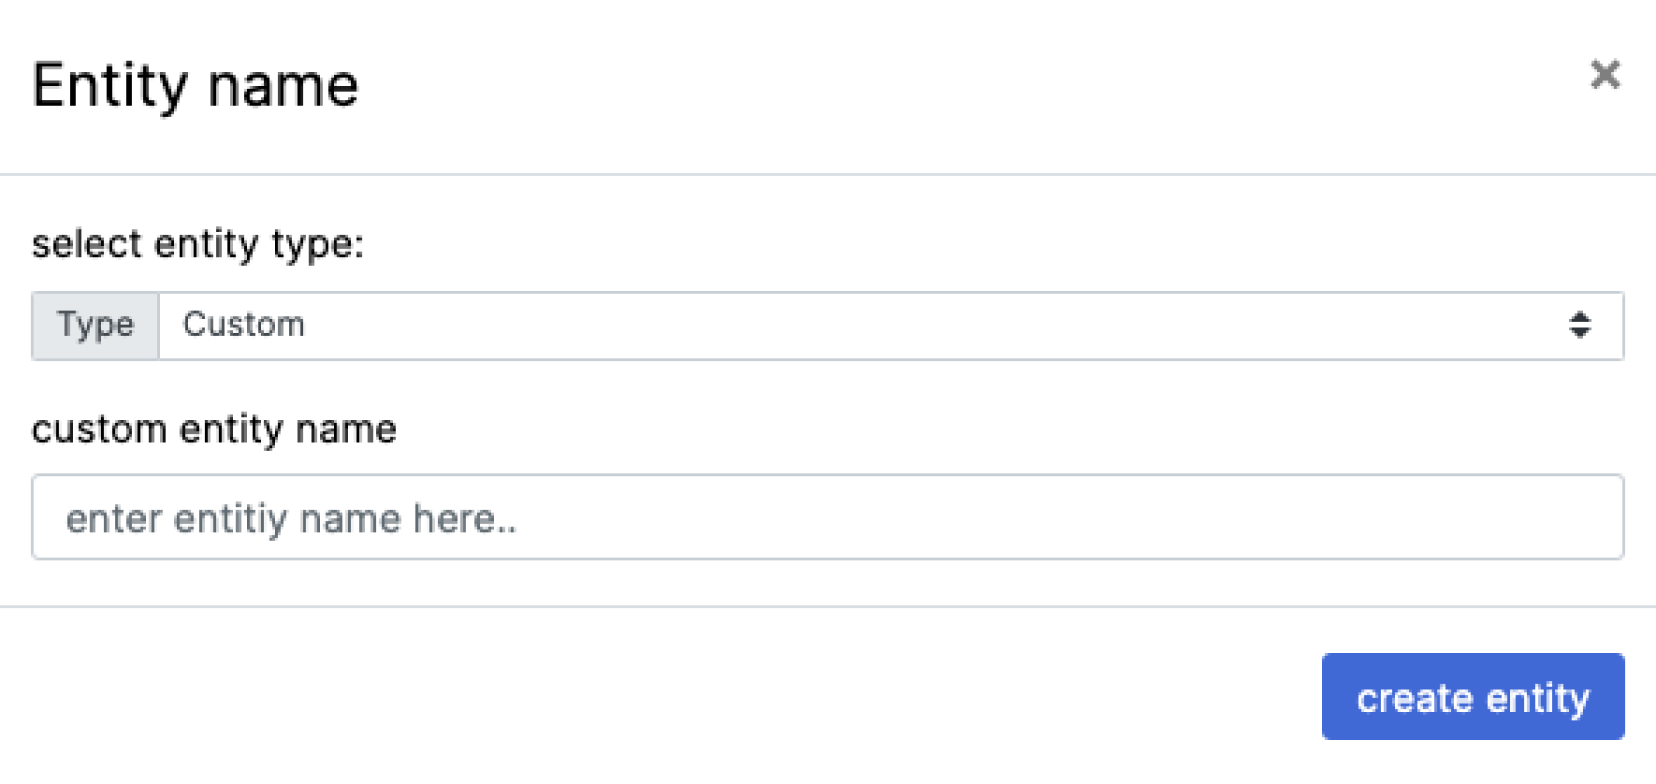 Entity name
select entity type:
Type Custom
custom entity name
enter entitiy name here..
create entity